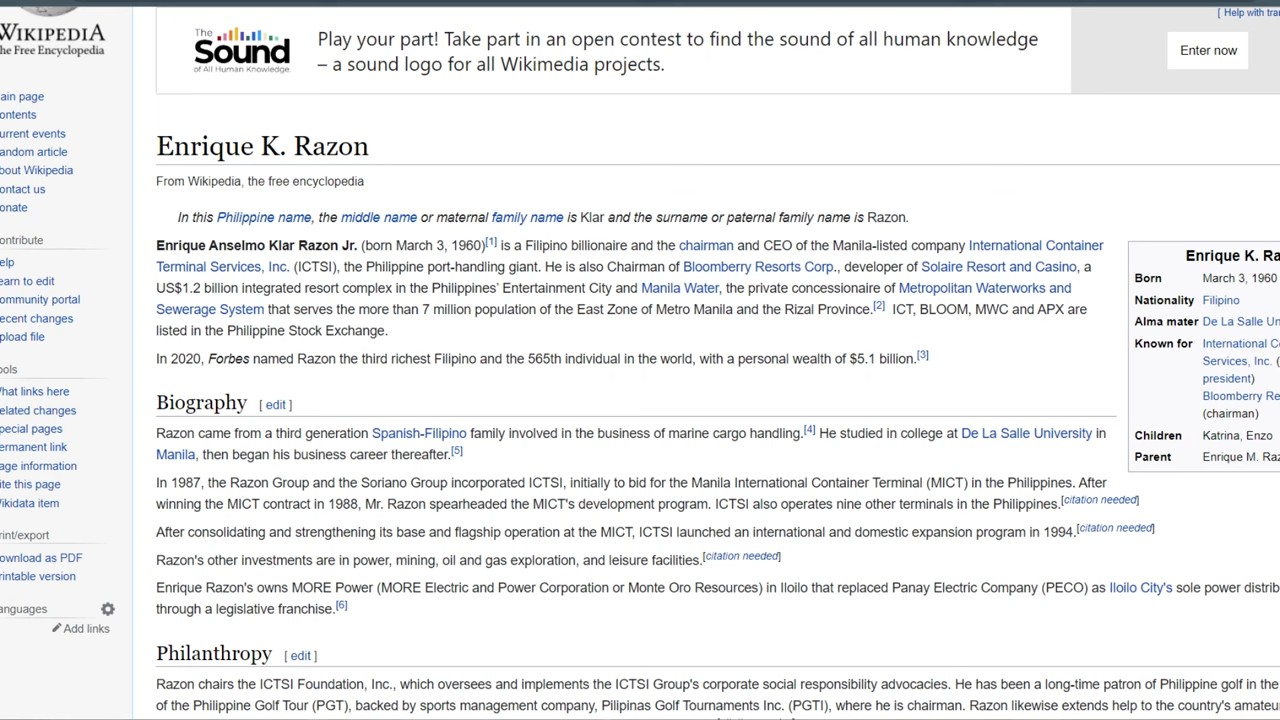 [ Help with tra
WIKIPEDIA
The Free Encyclopedia
The
Sound
of All Human Knowledge.
Play your part! Take part in an open contest to find the sound of all human knowledge
– a sound logo for all Wikimedia projects.
Enter now
ain page
ontents
urrent events
andom article
bout Wikipedia
ontact us
onate
ontribute
elp
earn to edit
ommunity portal
ecent changes
pload file
ools
hat links here
elated changes
pecial pages
ermanent link
age information
ite this page
ikidata item
rint/export
ownload as PDF
rintable version
anguages
Add links
Enrique K. Razon
From Wikipedia, the free encyclopedia
In this Philippine name, the middle name or maternal family name is Klar and the surname or paternal family name is Razon.
Enrique Anselmo Klar Razon Jr. (born March 3, 1960)[1] is a Filipino billionaire and the chairman and CEO of the Manila-listed company International Container
Terminal Services, Inc. (ICTSI), the Philippine port-handling giant. He is also Chairman of Bloomberry Resorts Corp., developer of Solaire Resort and Casino, a
US$1.2 billion integrated resort complex in the Philippines' Entertainment City and Manila Water, the private concessionaire of Metropolitan Waterworks and
Sewerage System that serves the more than 7 million population of the East Zone of Metro Manila and the Rizal Province.[2] ICT, BLOOM, MWC and APX are
listed in the Philippine Stock Exchange.
In 2020, Forbes named Razon the third richest Filipino and the 565th individual in the world, with a personal wealth of $5.1 billion.[3]
Enrique K. Ra
Born March 3, 1960
Nationality Filipino
Alma mater De La Salle Un
Known for International Co
Services, Inc. (
president)
Bloomberry Re
(chairman)
Children Katrina, Enzo
Parent Enrique M. Raz
Biography [ edit ]
Razon came from a third generation Spanish-Filipino family involved in the business of marine cargo handling.[4] He studied in college at De La Salle University in
Manila, then began his business career thereafter.[5]
In 1987, the Razon Group and the Soriano Group incorporated ICTSI, initially to bid for the Manila International Container Terminal (MICT) in the Philippines. After
winning the MICT contract in 1988, Mr. Razon spearheaded the MICT's development program. ICTSI also operates nine other terminals in the Philippines.[citation needed]
After consolidating and strengthening its base and flagship operation at the MICT, ICTSI launched an international and domestic expansion program in 1994.[citation needed]
Razon's other investments are in power, mining, oil and gas exploration, and leisure facilities.[citation needed]
Enrique Razon's owns MORE Power (MORE Electric and Power Corporation or Monte Oro Resources) in Iloilo that replaced Panay Electric Company (PECO) as Iloilo City's sole power distrib
through a legislative franchise.[6]
Philanthropy [ edit ]
Razon chairs the ICTSI Foundation, Inc., which oversees and implements the ICTSI Group's corporate social responsibility advocacies. He has been a long-time patron of Philippine golf in the
of the Philippine Golf Tour (PGT), backed by sports management company, Pilipinas Golf Tournaments Inc. (PGTI), where he is chairman. Razon likewise extends help to the country's amateu